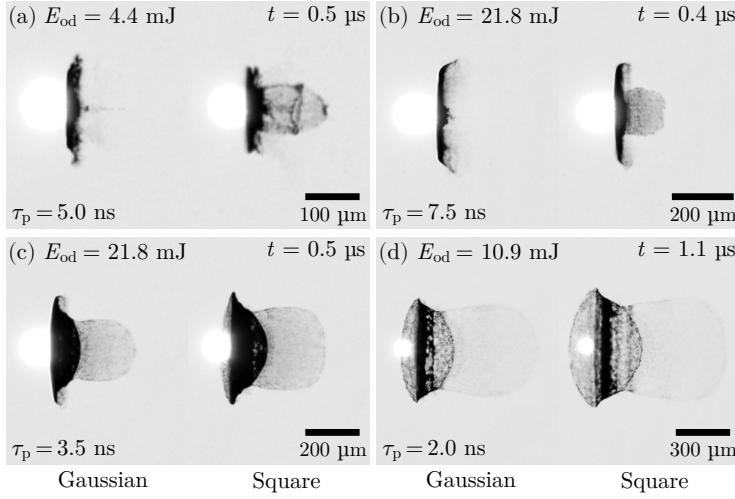 (a) E_od = 4.4 mJ t = 0.5 µs
τ_p = 5.0 ns 100 µm
(b) E_od = 21.8 mJ t = 0.4 µs
τ_p = 7.5 ns 200 µm
(c) E_od = 21.8 mJ t = 0.5 µs
τ_p = 3.5 ns 200 µm
(d) E_od = 10.9 mJ t = 1.1 µs
τ_p = 2.0 ns 300 µm
Gaussian Square Gaussian Square